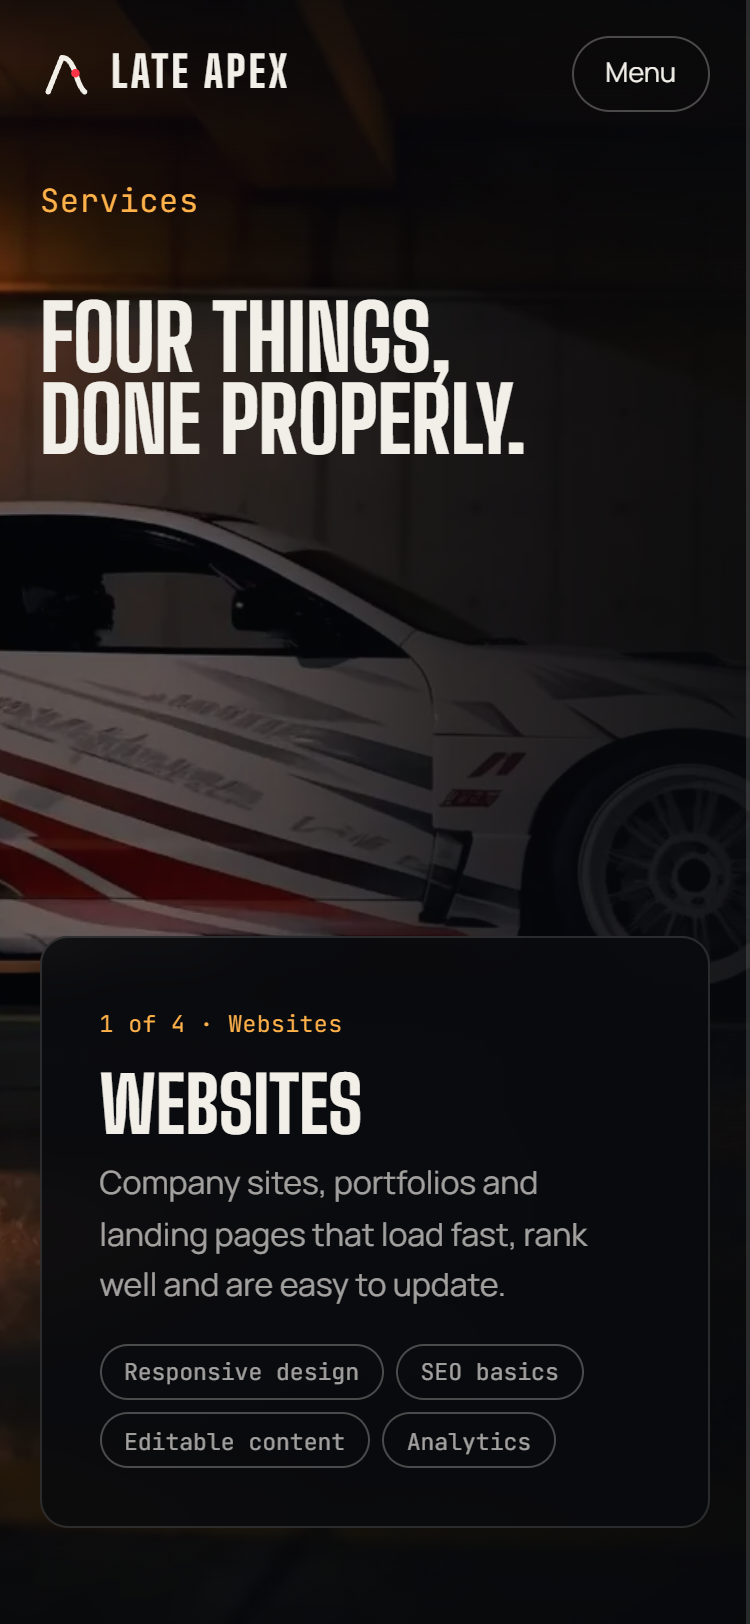 LATE APEX
Menu
Services
FOUR THINGS,
DONE PROPERLY.
1 of 4 · Websites
WEBSITES
Company sites, portfolios and
landing pages that load fast, rank
well and are easy to update.
Responsive design
SEO basics
Editable content
Analytics